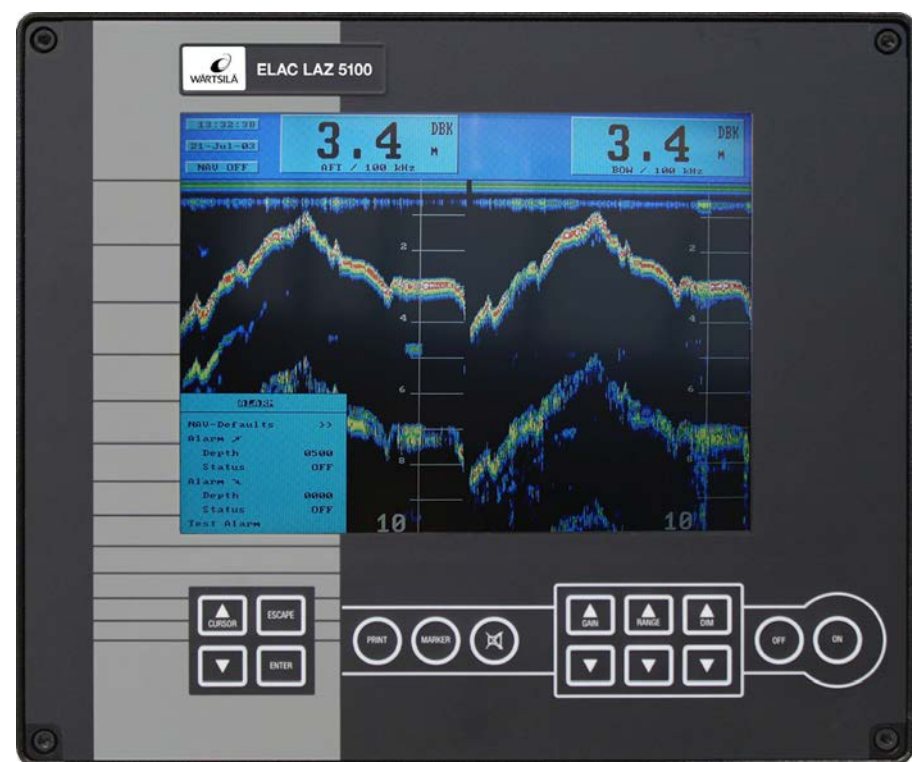 WÄRTSILÄ
ELAC LAZ 5100
13:32:38
21-Jul-03
NAV OFF
3.4 DBK
M
AFT / 100 kHz
3.4 DBK
M
BOW / 100 kHz
2
4
6
8
10
2
4
6
8
10
ALARM
NAV-Defaults >>
Alarm
Depth 0500
Status OFF
Alarm
Depth 0000
Status OFF
Test Alarm
CURSOR
ESCAPE
ENTER
PRINT
MARKER
GAIN
RANGE
DIM
OFF
ON